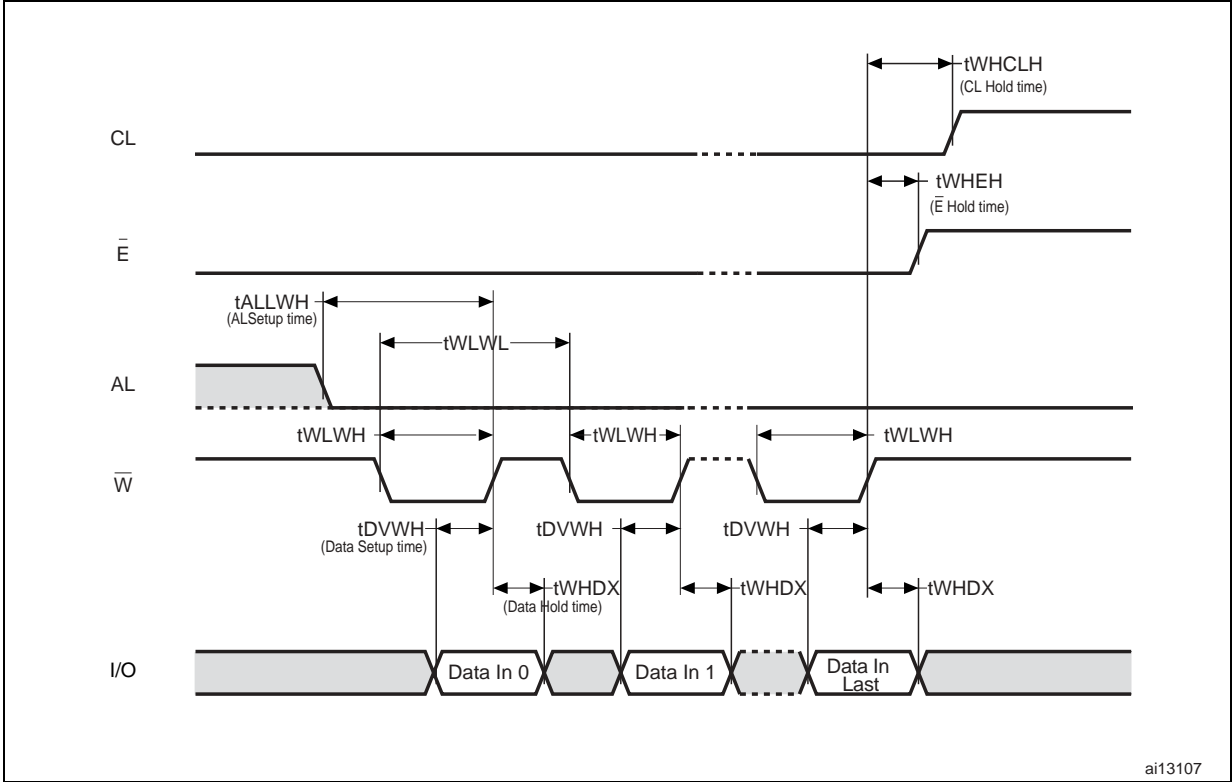 tWHCLH
(CL Hold time)
CL
tWHEH
(E̅ Hold time)
E̅
tALLWH
(ALSetup time)
tWLWL
AL
tWLWH
tWLWH
tWLWH
W̅
tDVWH
(Data Setup time)
tDVWH
tDVWH
tWHDX
(Data Hold time)
tWHDX
tWHDX
I/O
Data In 0
Data In 1
Data In
Last
ai13107